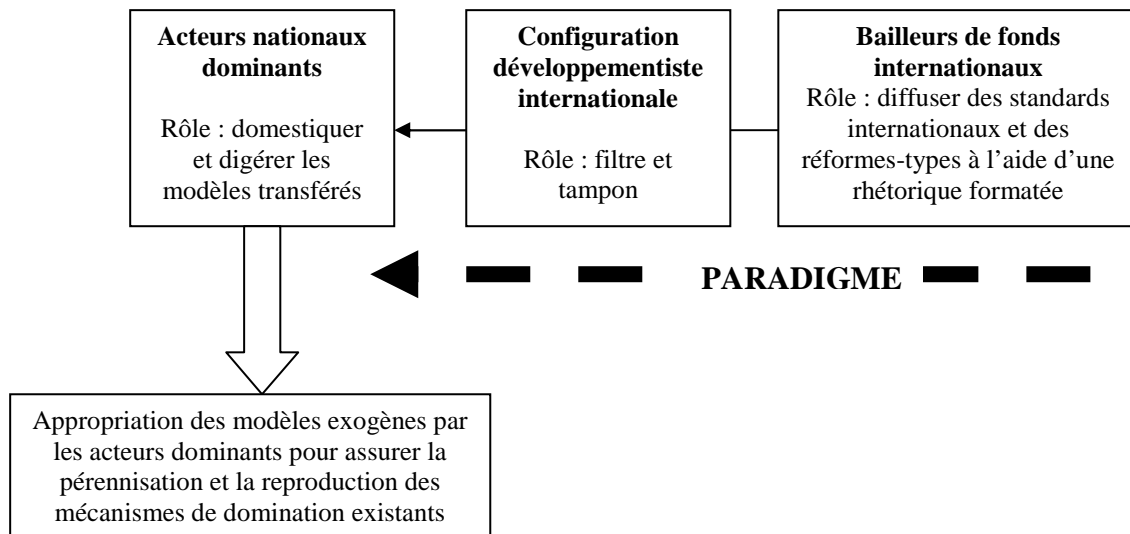 Acteurs nationaux
dominants
Rôle : domestiquer
et digérer les
modèles transférés
Configuration
développementiste
internationale
Rôle : filtre et
tampon
Bailleurs de fonds
internationaux
Rôle : diffuser des standards
internationaux et des
réformes-types à l’aide d’une
rhétorique formatée
PARADIGME
Appropriation des modèles exogènes par
les acteurs dominants pour assurer la
pérennisation et la reproduction des
mécanismes de domination existants